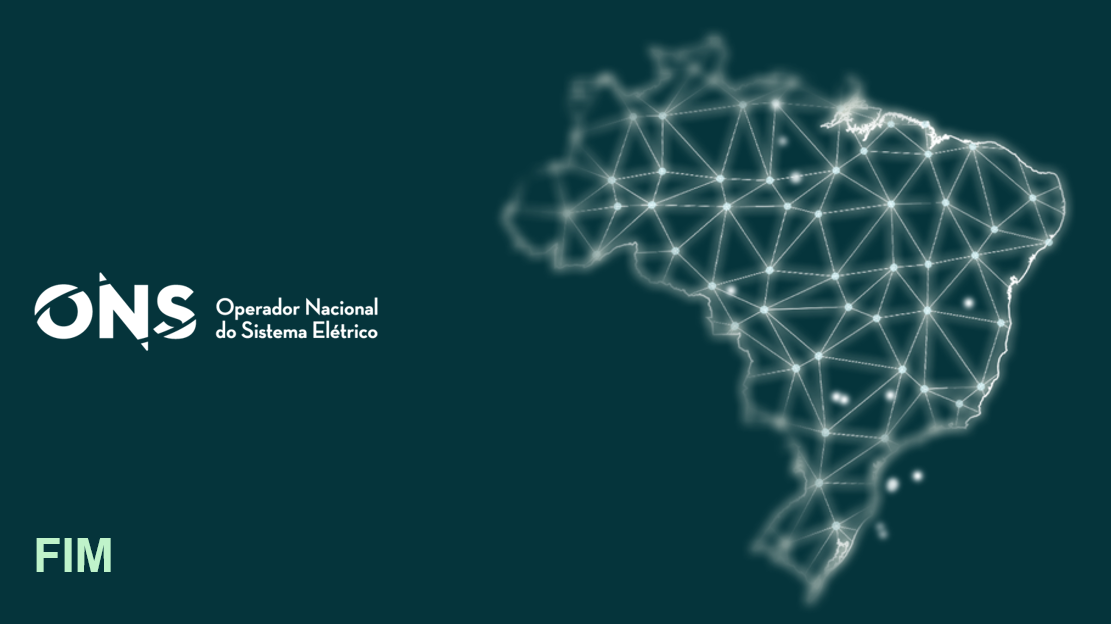 ONS
Operador Nacional
do Sistema Elétrico
FIM